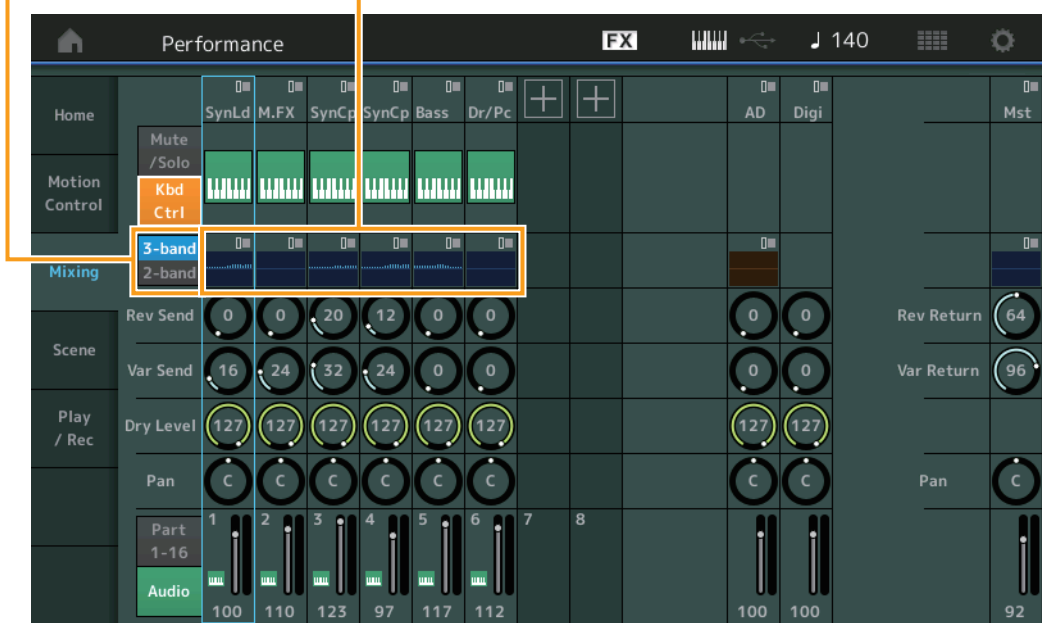 Performance FX 140
Home SynLd M.FX SynCp SynCp Bass Dr/Pc AD Digi Mst
Mute
/Solo
Motion
Control
Kbd
Ctrl
3-band
2-band
Mixing
Rev Send 0 0 20 12 0 0 0 0 Rev Return 64
Scene
Var Send 16 24 32 24 0 0 0 0 Var Return 96
Play
/ Rec
Dry Level 127 127 127 127 127 127 127 127
Pan C C C C C C C C Pan C
1 2 3 4 5 6 7 8
Part
1-16
Audio
100 110 123 97 117 112 100 100 92